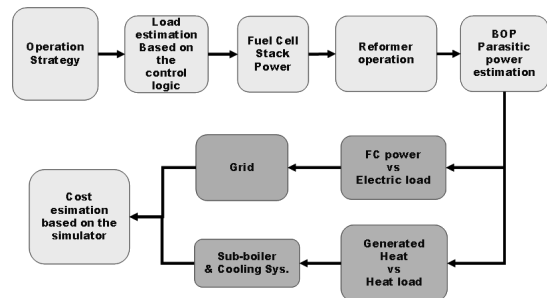 Operation
Strategy
Load
estimation
Based on
the
control
logic
Fuel Cell
Stack
Power
Reformer
operation
BOP
Parasitic
power
estimation
Grid
FC power
vs
Electric load
Cost
esimation
based on the
simulator
Sub-boiler
& Cooling Sys.
Generated
Heat
vs
Heat load